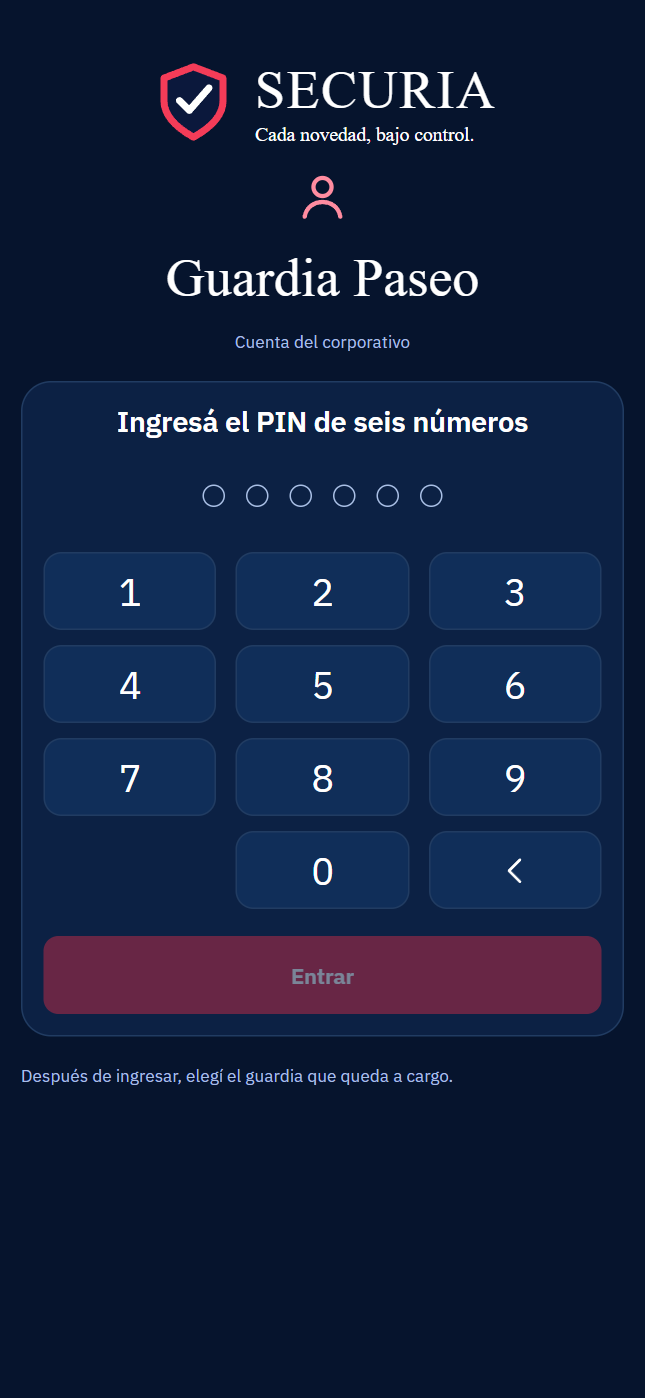 SECURIA
Cada novedad, bajo control.
Guardia Paseo
Cuenta del corporativo
Ingresá el PIN de seis números
1 2 3
4 5 6
7 8 9
0
Entrar
Después de ingresar, elegí el guardia que queda a cargo.